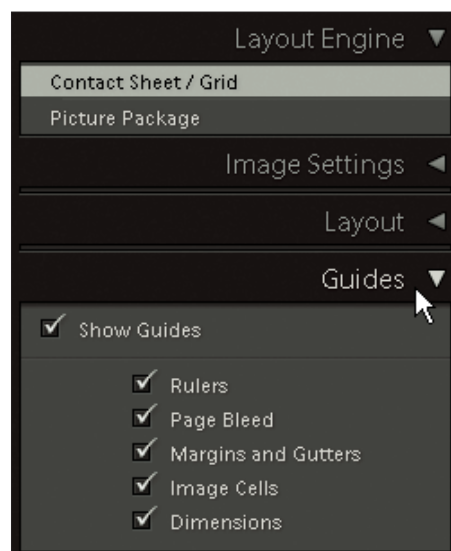 Layout Engine
Contact Sheet / Grid
Picture Package
Image Settings
Layout
Guides
Show Guides
Rulers
Page Bleed
Margins and Gutters
Image Cells
Dimensions